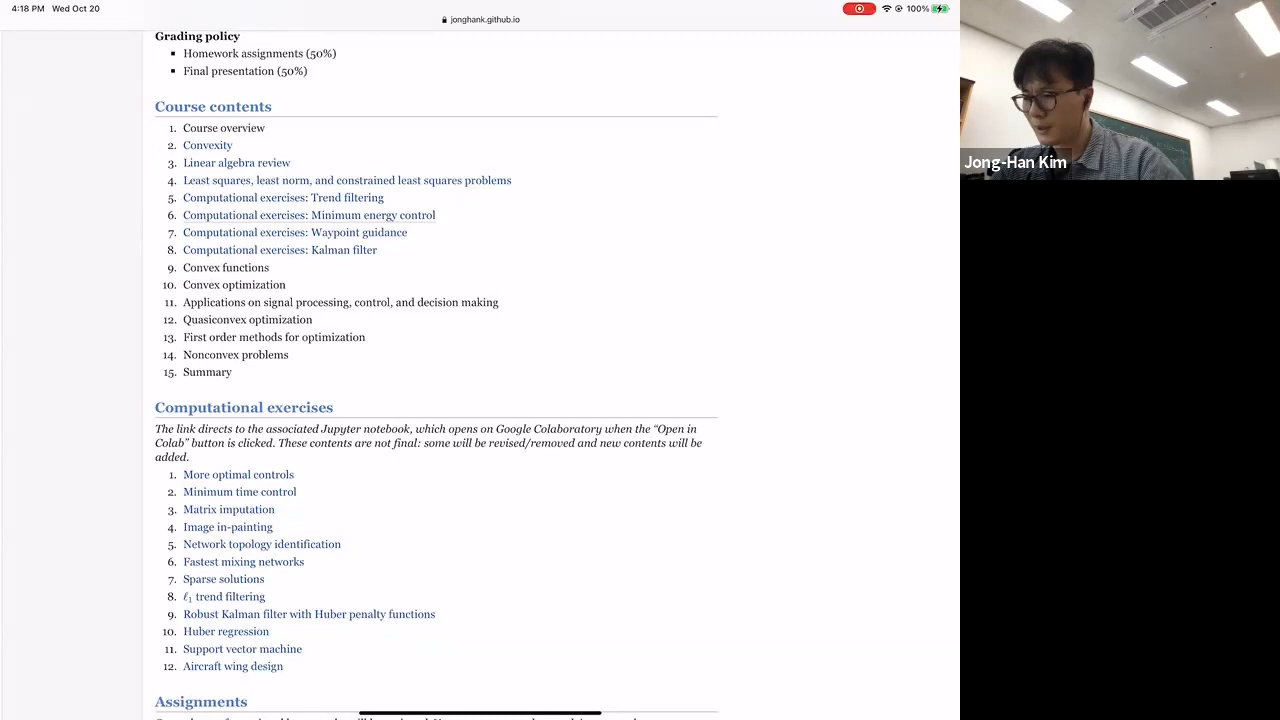 4:18 PM Wed Oct 20
jonghank.github.io
100%
Grading policy
Homework assignments (50%)
Final presentation (50%)
Course contents
1. Course overview
2. Convexity
3. Linear algebra review
4. Least squares, least norm, and constrained least squares problems
5. Computational exercises: Trend filtering
6. Computational exercises: Minimum energy control
7. Computational exercises: Waypoint guidance
8. Computational exercises: Kalman filter
9. Convex functions
10. Convex optimization
11. Applications on signal processing, control, and decision making
12. Quasiconvex optimization
13. First order methods for optimization
14. Nonconvex problems
15. Summary
Computational exercises
The link directs to the associated Jupyter notebook, which opens on Google Colaboratory when the “Open in
Colab” button is clicked. These contents are not final: some will be revised/removed and new contents will be
added.
1. More optimal controls
2. Minimum time control
3. Matrix imputation
4. Image in-painting
5. Network topology identification
6. Fastest mixing networks
7. Sparse solutions
8. ℓ₁ trend filtering
9. Robust Kalman filter with Huber penalty functions
10. Huber regression
11. Support vector machine
12. Aircraft wing design
Assignments
Jong-Han Kim